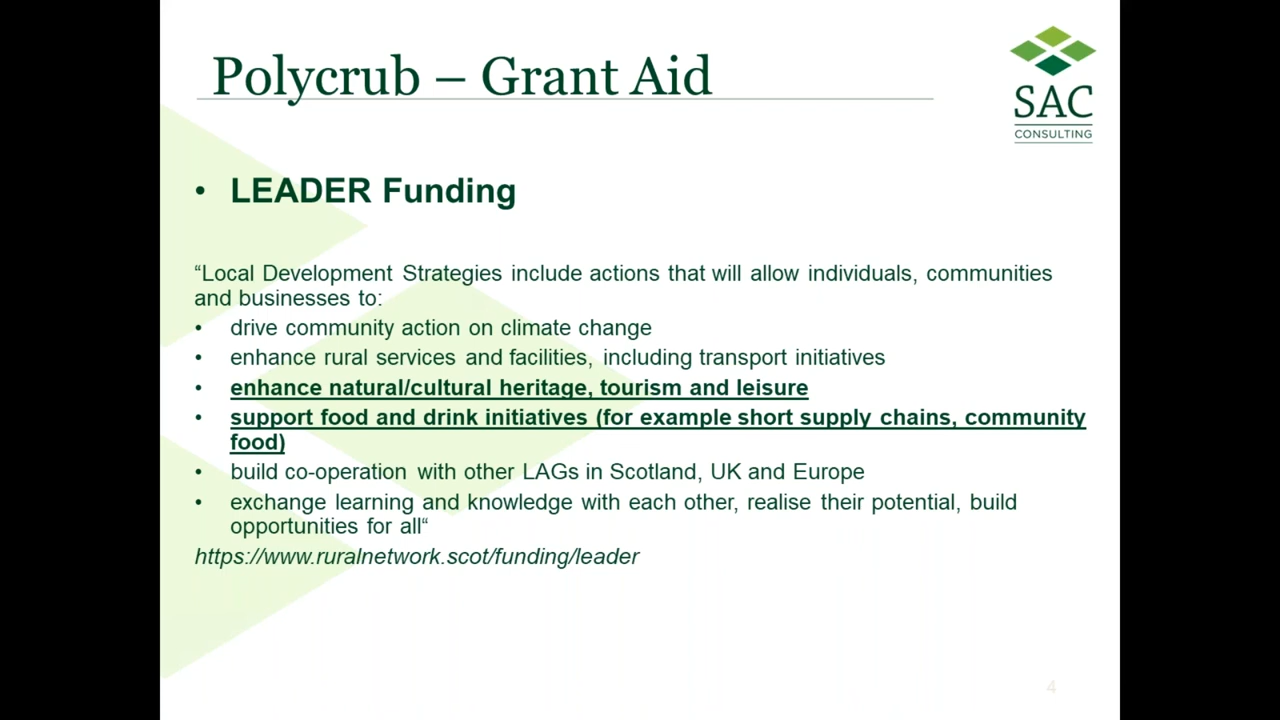 Polycrub – Grant Aid
SAC
CONSULTING
• LEADER Funding
“Local Development Strategies include actions that will allow individuals, communities
and businesses to:
• drive community action on climate change
• enhance rural services and facilities, including transport initiatives
• enhance natural/cultural heritage, tourism and leisure
• support food and drink initiatives (for example short supply chains, community
food)
• build co-operation with other LAGs in Scotland, UK and Europe
• exchange learning and knowledge with each other, realise their potential, build
opportunities for all“
https://www.ruralnetwork.scot/funding/leader
4